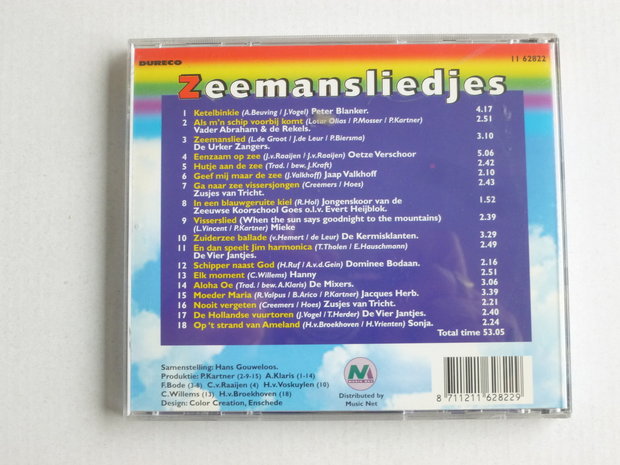 DURECO
11 62822
Zeemansliedjes
1 Ketelbinkie (A.Beuving / J.Vogel) Peter Blanker. 4.17
2 Als m'n schip voorbij komt (Lotar Olias / P.Mosser / P.Kartner) 2.51
Vader Abraham & de Rekels.
3 Zeemanslied (L.de Groot / J.de Leur / P.Biersma) 3.10
De Urker Zangers.
4 Eenzaam op zee (J.v.Raaijen / J.v.Raaijen) Oetze Verschoor 5.06
5 Hutje aan de zee (Trad. / bew. J.Kraft) 2.42
6 Geef mij maar de zee (J.Valkhoff) Jaap Valkhoff 2.10
7 Ga naar zee vissersjongen (Creemers / Hoes) 2.43
Zusjes van Tricht.
8 In een blauwgeruite kiel (R.Hol) Jongenskoor van de 1.52
Zeeuwse Koorschool Goes o.l.v. Evert Heijblok.
9 Visserslied (When the sun says goodnight to the mountains) 2.39
(L.Vincent / P.Kartner) Mieke
10 Zuiderzee ballade (v.Hemert / de Leur) De Kermisklanten. 3.29
11 En dan speelt Jim harmonica (T.Tholen / E.Hauschmann) 2.49
De Vier Jantjes.
12 Schipper naast God (H.Ruf / A.v.d.Gein) Dominee Bodaan. 2.16
13 Elk moment (C.Willems) Hanny 2.51
14 Aloha Oe (Trad. / bew. A.Klaris) De Mixers. 3.06
15 Moeder Maria (R.Valpus / B.Arico / P.Kartner) Jacques Herb. 3.39
16 Nooit vergeten (Creemers / Hoes) Zusjes van Tricht. 2.21
17 De Hollandse vuurtoren (J.Vogel / T.Herder) De Vier Jantjes. 2.40
18 Op 't strand van Ameland (H.v.Broekhoven / H.Vrienten) Sonja. 2.24
Total time 53.05
Samenstelling: Hans Gouweloos.
Produktie: P.Kartner (2-9-15) A.Klaris (1-14)
F.Bode (3-8) C.v.Raaijen (4) H.v.Voskuylen (10)
C.Willems (13) H.v.Broekhoven (18)
Design: Color Creation, Enschede
MUSIC NET
Distributed by
Music Net
8 711211 628229